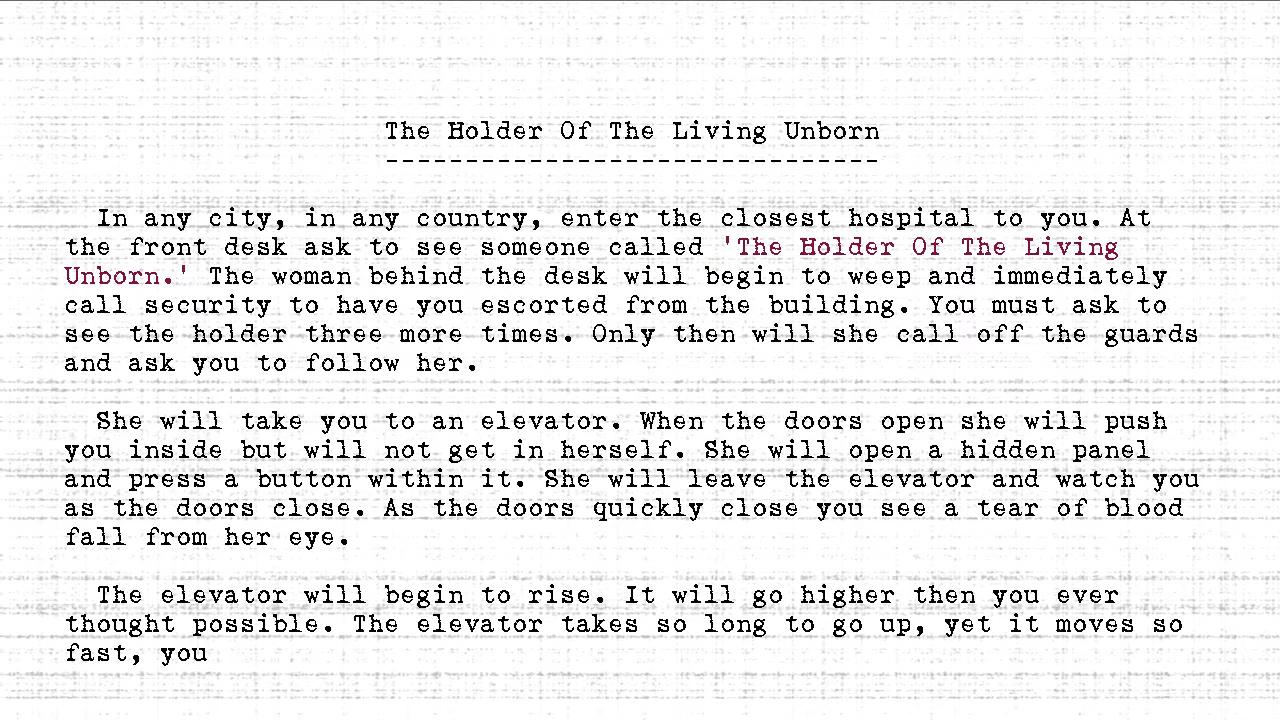 The Holder Of The Living Unborn
-------------------------------
In any city, in any country, enter the closest hospital to you. At
the front desk ask to see someone called 'The Holder Of The Living
Unborn.' The woman behind the desk will begin to weep and immediately
call security to have you escorted from the building. You must ask to
see the holder three more times. Only then will she call off the guards
and ask you to follow her.
She will take you to an elevator. When the doors open she will push
you inside but will not get in herself. She will open a hidden panel
and press a button within it. She will leave the elevator and watch you
as the doors close. As the doors quickly close you see a tear of blood
fall from her eye.
The elevator will begin to rise. It will go higher then you ever
thought possible. The elevator takes so long to go up, yet it moves so
fast, you